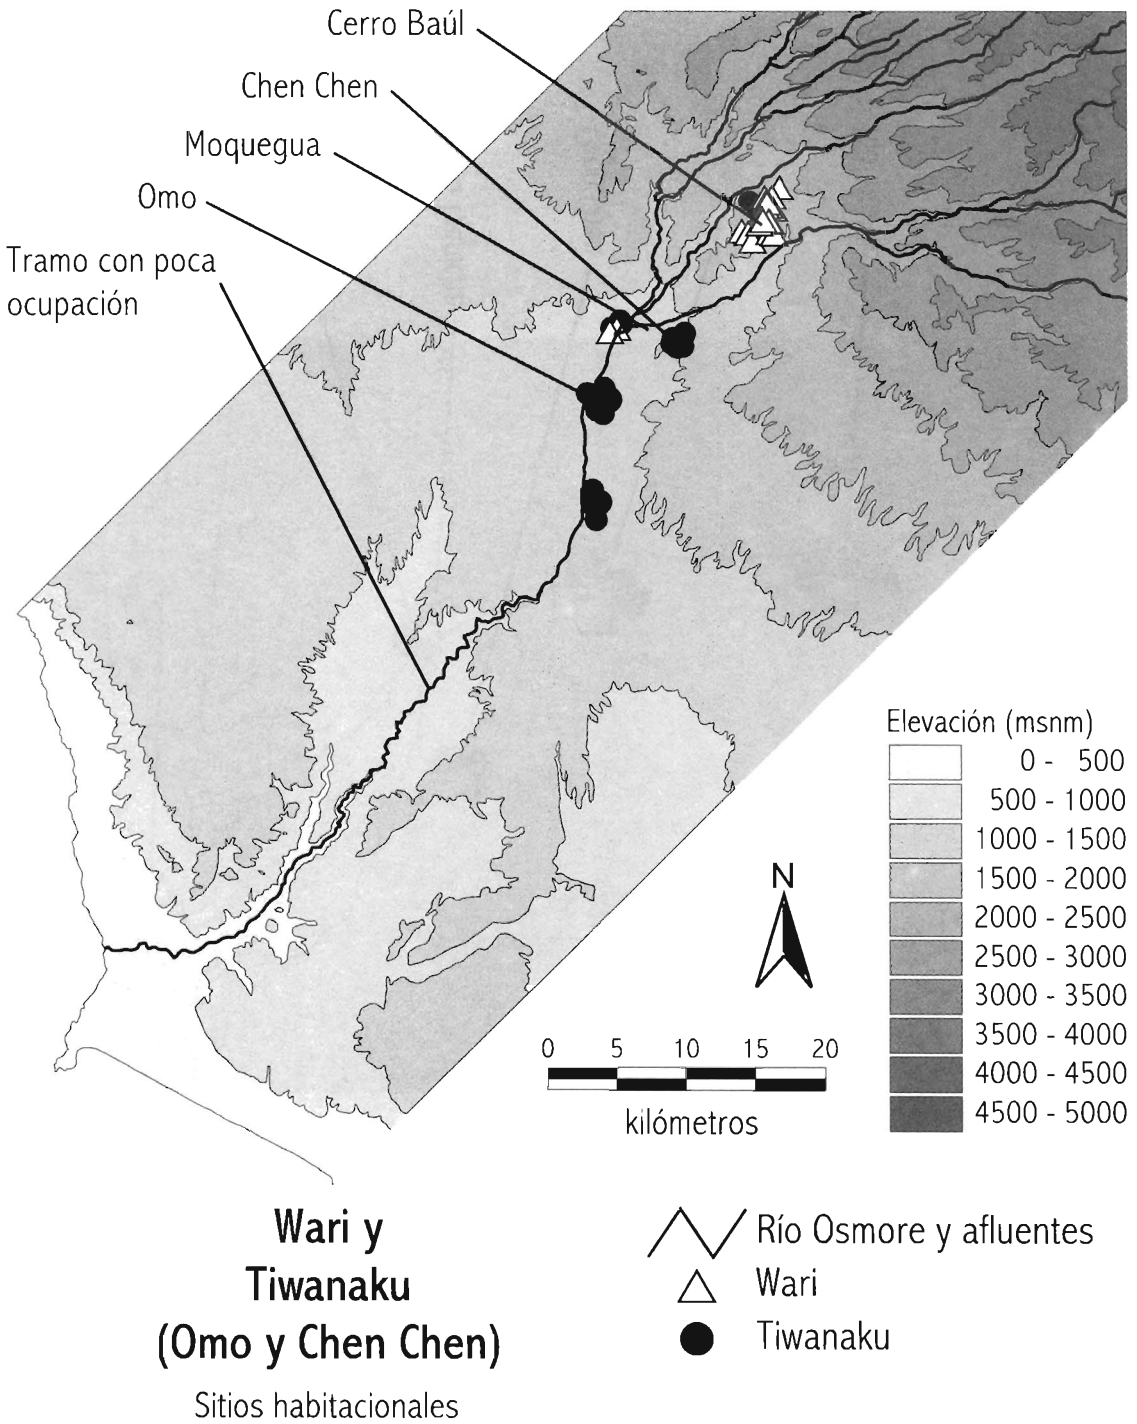 Cerro Baúl
Chen Chen
Moquegua
Omo
Tramo con poca
ocupación
Elevación (msnm)
0 - 500
500 - 1000
1000 - 1500
1500 - 2000
2000 - 2500
2500 - 3000
3000 - 3500
3500 - 4000
4000 - 4500
4500 - 5000
N
0 5 10 15 20
kilómetros
Wari y
Tiwanaku
(Omo y Chen Chen)
Sitios habitacionales
Río Osmore y afluentes
Wari
Tiwanaku